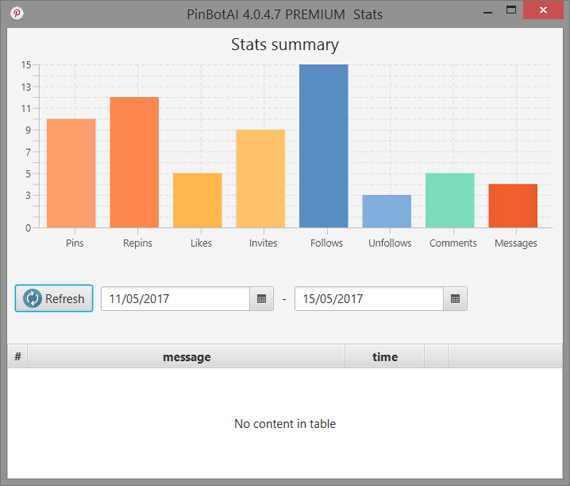 PinBotAI 4.0.4.7 PREMIUM Stats
Stats summary
15
13
11
9
7
5
3
0
Pins Repins Likes Invites Follows Unfollows Comments Messages
Refresh 11/05/2017 - 15/05/2017
# message time
No content in table